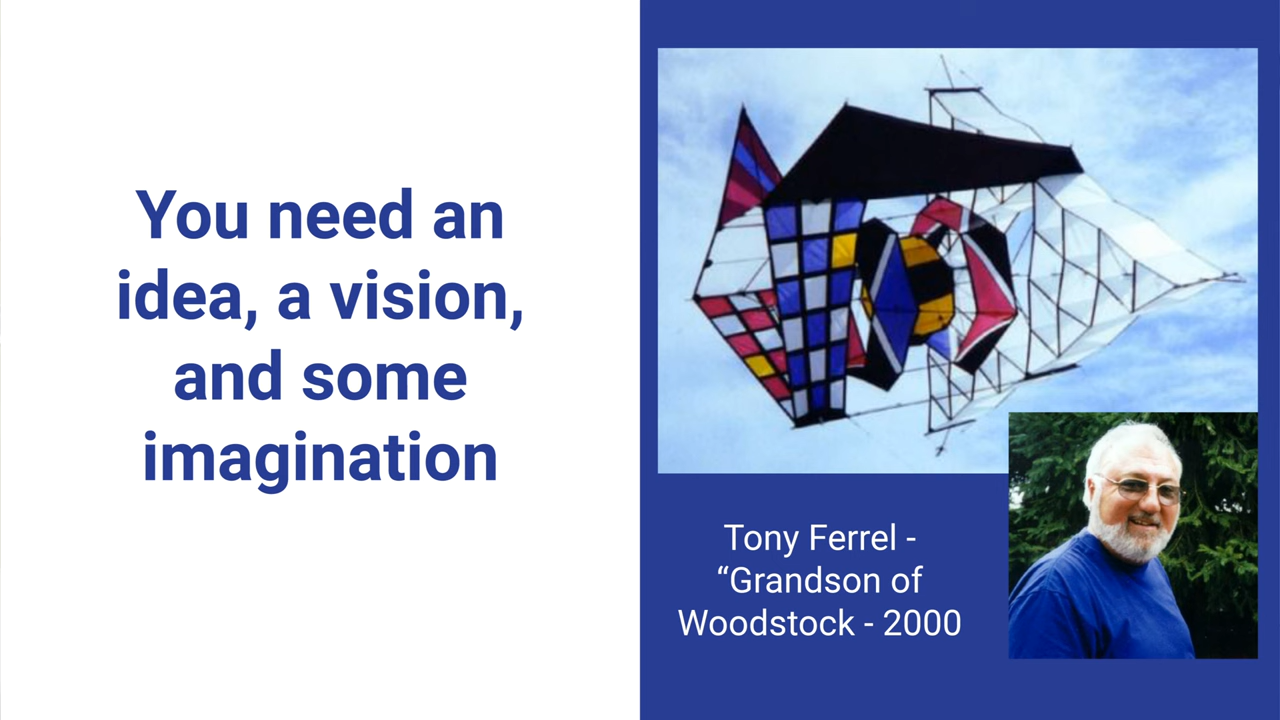 You need an
idea, a vision,
and some
imagination
Tony Ferrel -
“Grandson of
Woodstock - 2000